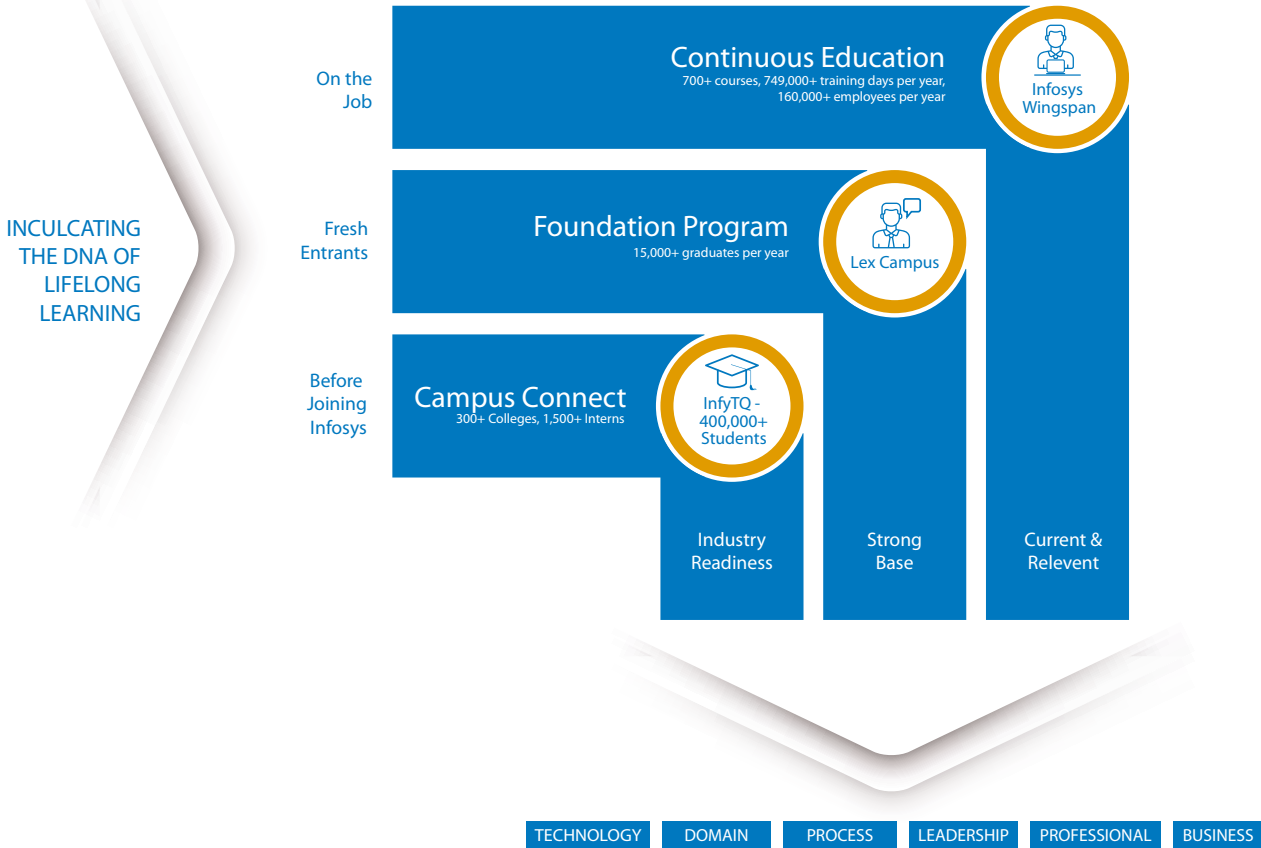 INCULCATING
THE DNA OF
LIFELONG
LEARNING
On the
Job
Continuous Education
700+ courses, 749,000+ training days per year,
160,000+ employees per year
Infosys
Wingspan
Fresh
Entrants
Foundation Program
15,000+ graduates per year
Lex Campus
Before
Joining
Infosys
Campus Connect
300+ Colleges, 1,500+ Interns
InfyTQ -
400,000+
Students
Industry
Readiness
Strong
Base
Current &
Relevent
TECHNOLOGY
DOMAIN
PROCESS
LEADERSHIP
PROFESSIONAL
BUSINESS